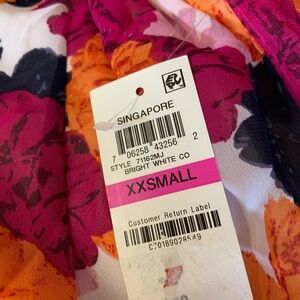 SINGAPORE
7 06258 43256 2
STYLE 71162MJ
BRIGHT WHITE CO
XXSMALL
Customer Return Label
C70189028549